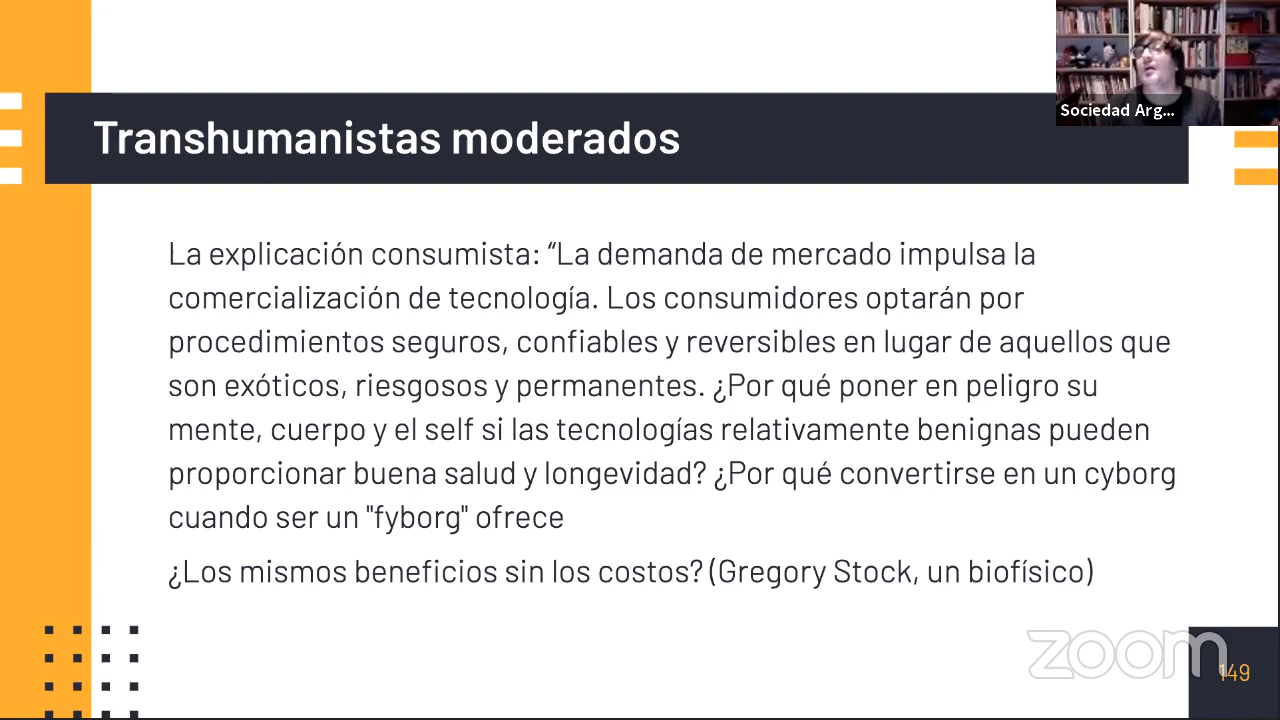 Sociedad Arg...
Transhumanistas moderados
La explicación consumista: “La demanda de mercado impulsa la
comercialización de tecnología. Los consumidores optarán por
procedimientos seguros, confiables y reversibles en lugar de aquellos que
son exóticos, riesgosos y permanentes. ¿Por qué poner en peligro su
mente, cuerpo y el self si las tecnologías relativamente benignas pueden
proporcionar buena salud y longevidad? ¿Por qué convertirse en un cyborg
cuando ser un "fyborg" ofrece
¿Los mismos beneficios sin los costos? (Gregory Stock, un biofísico)
zoom
149